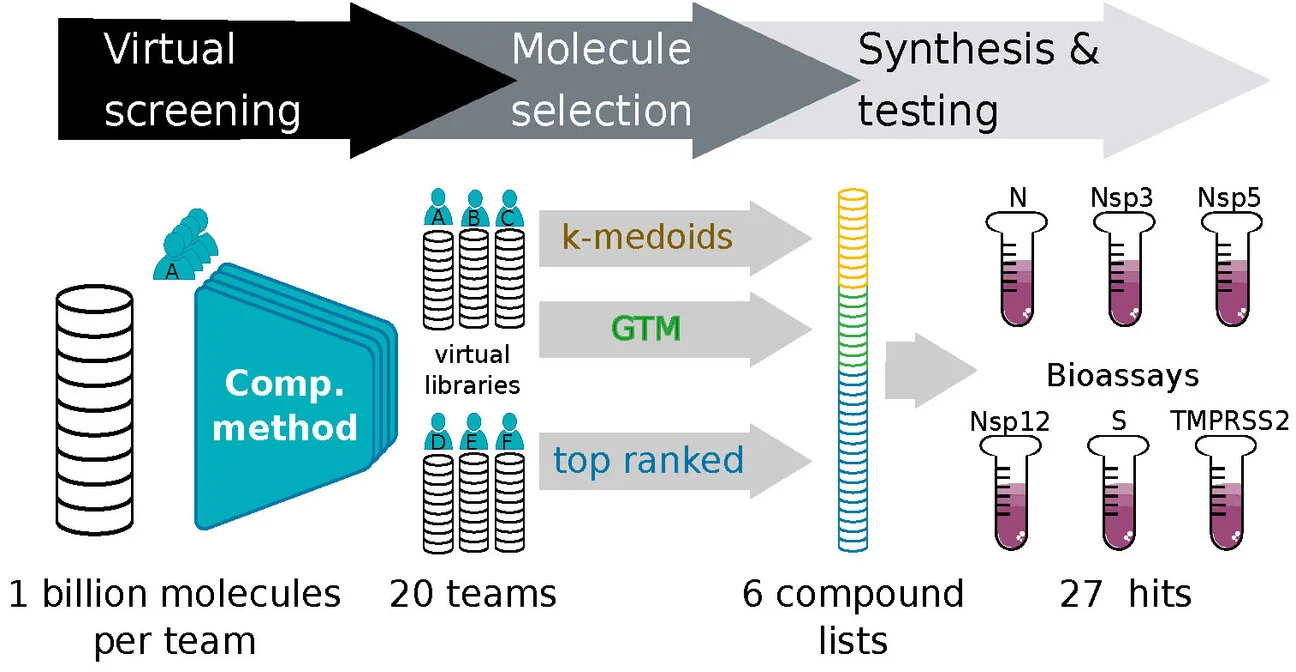 Virtual
screening
Molecule
selection
Synthesis &
testing
A
Comp.
method
1 billion molecules
per team
A B C
virtual
libraries
D E F
20 teams
k-medoids
GTM
top ranked
6 compound
lists
N Nsp3 Nsp5
Bioassays
Nsp12 S TMPRSS2
27 hits